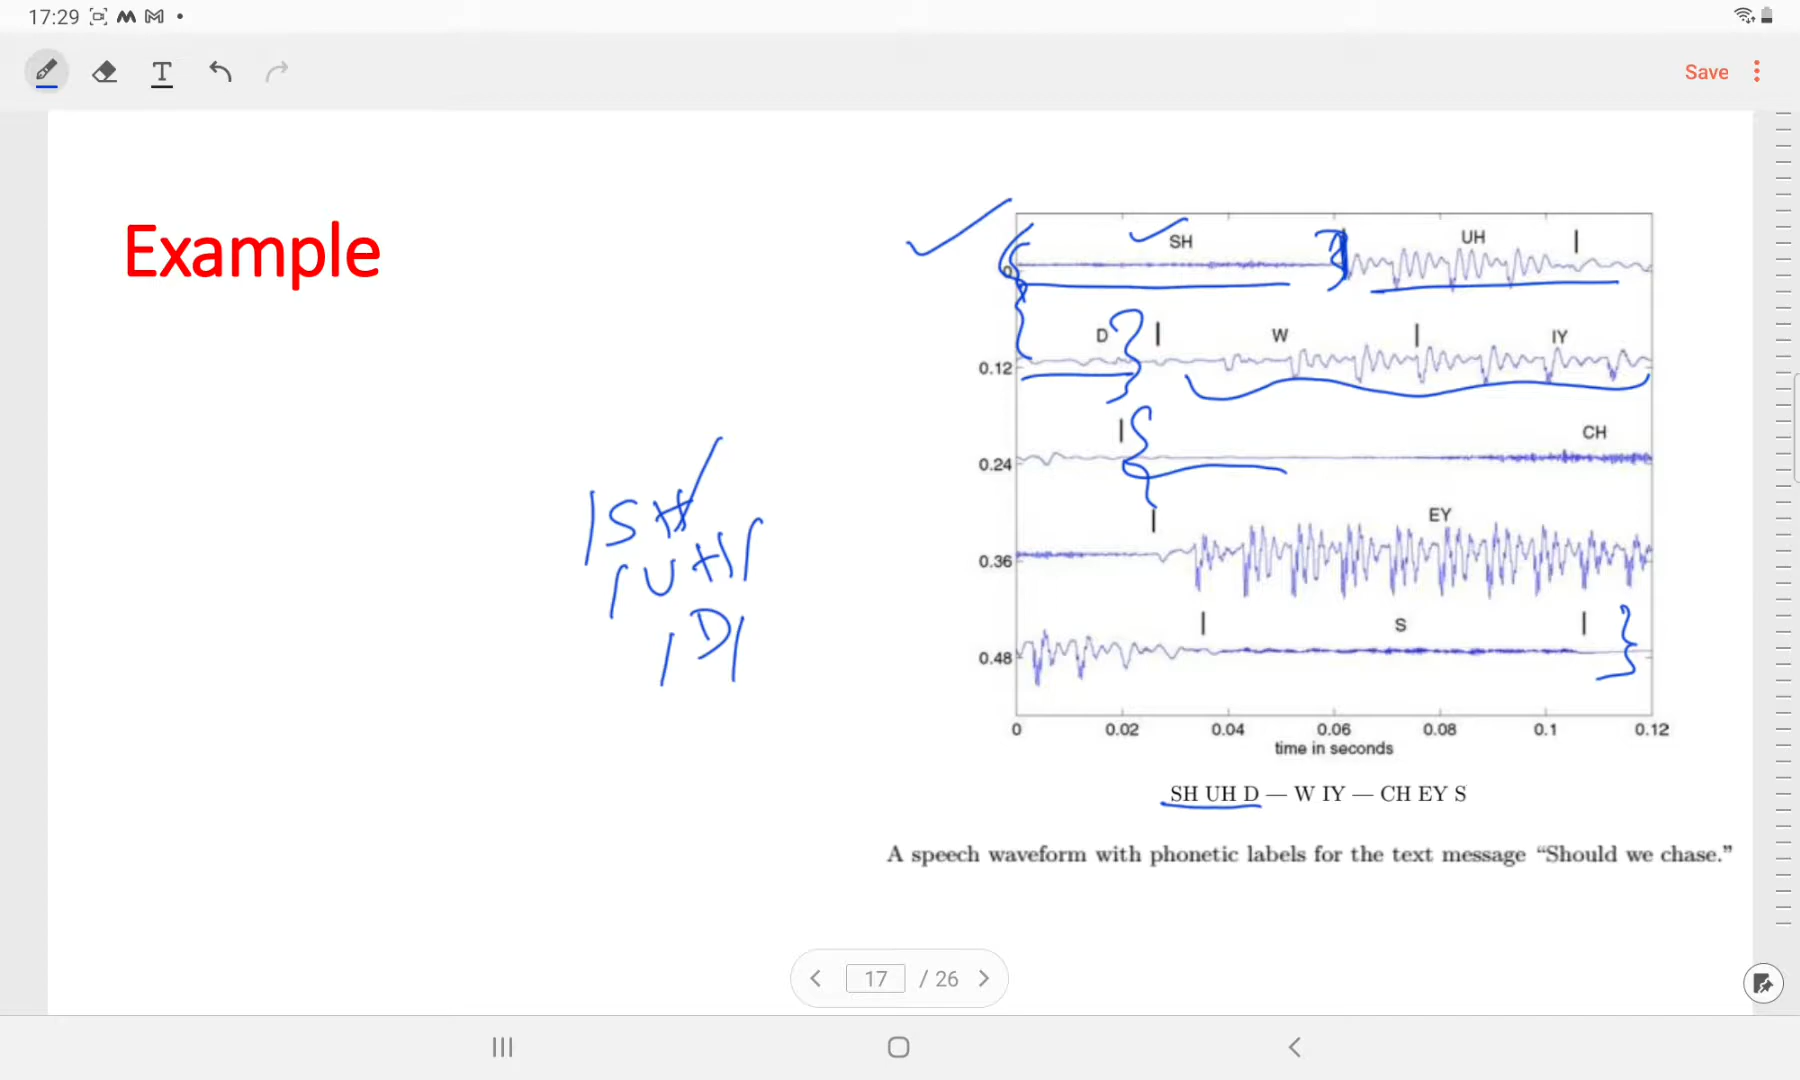 17:29
T
Save
Example
SH
UH
0
D
W
IY
0.12
CH
0.24
EY
0.36
S
0.48
0 0.02 0.04 0.06 0.08 0.1 0.12
time in seconds
SH UH D — W IY — CH EY S
A speech waveform with phonetic labels for the text message “Should we chase.”
/SH/
/UH/
/D/
17 / 26